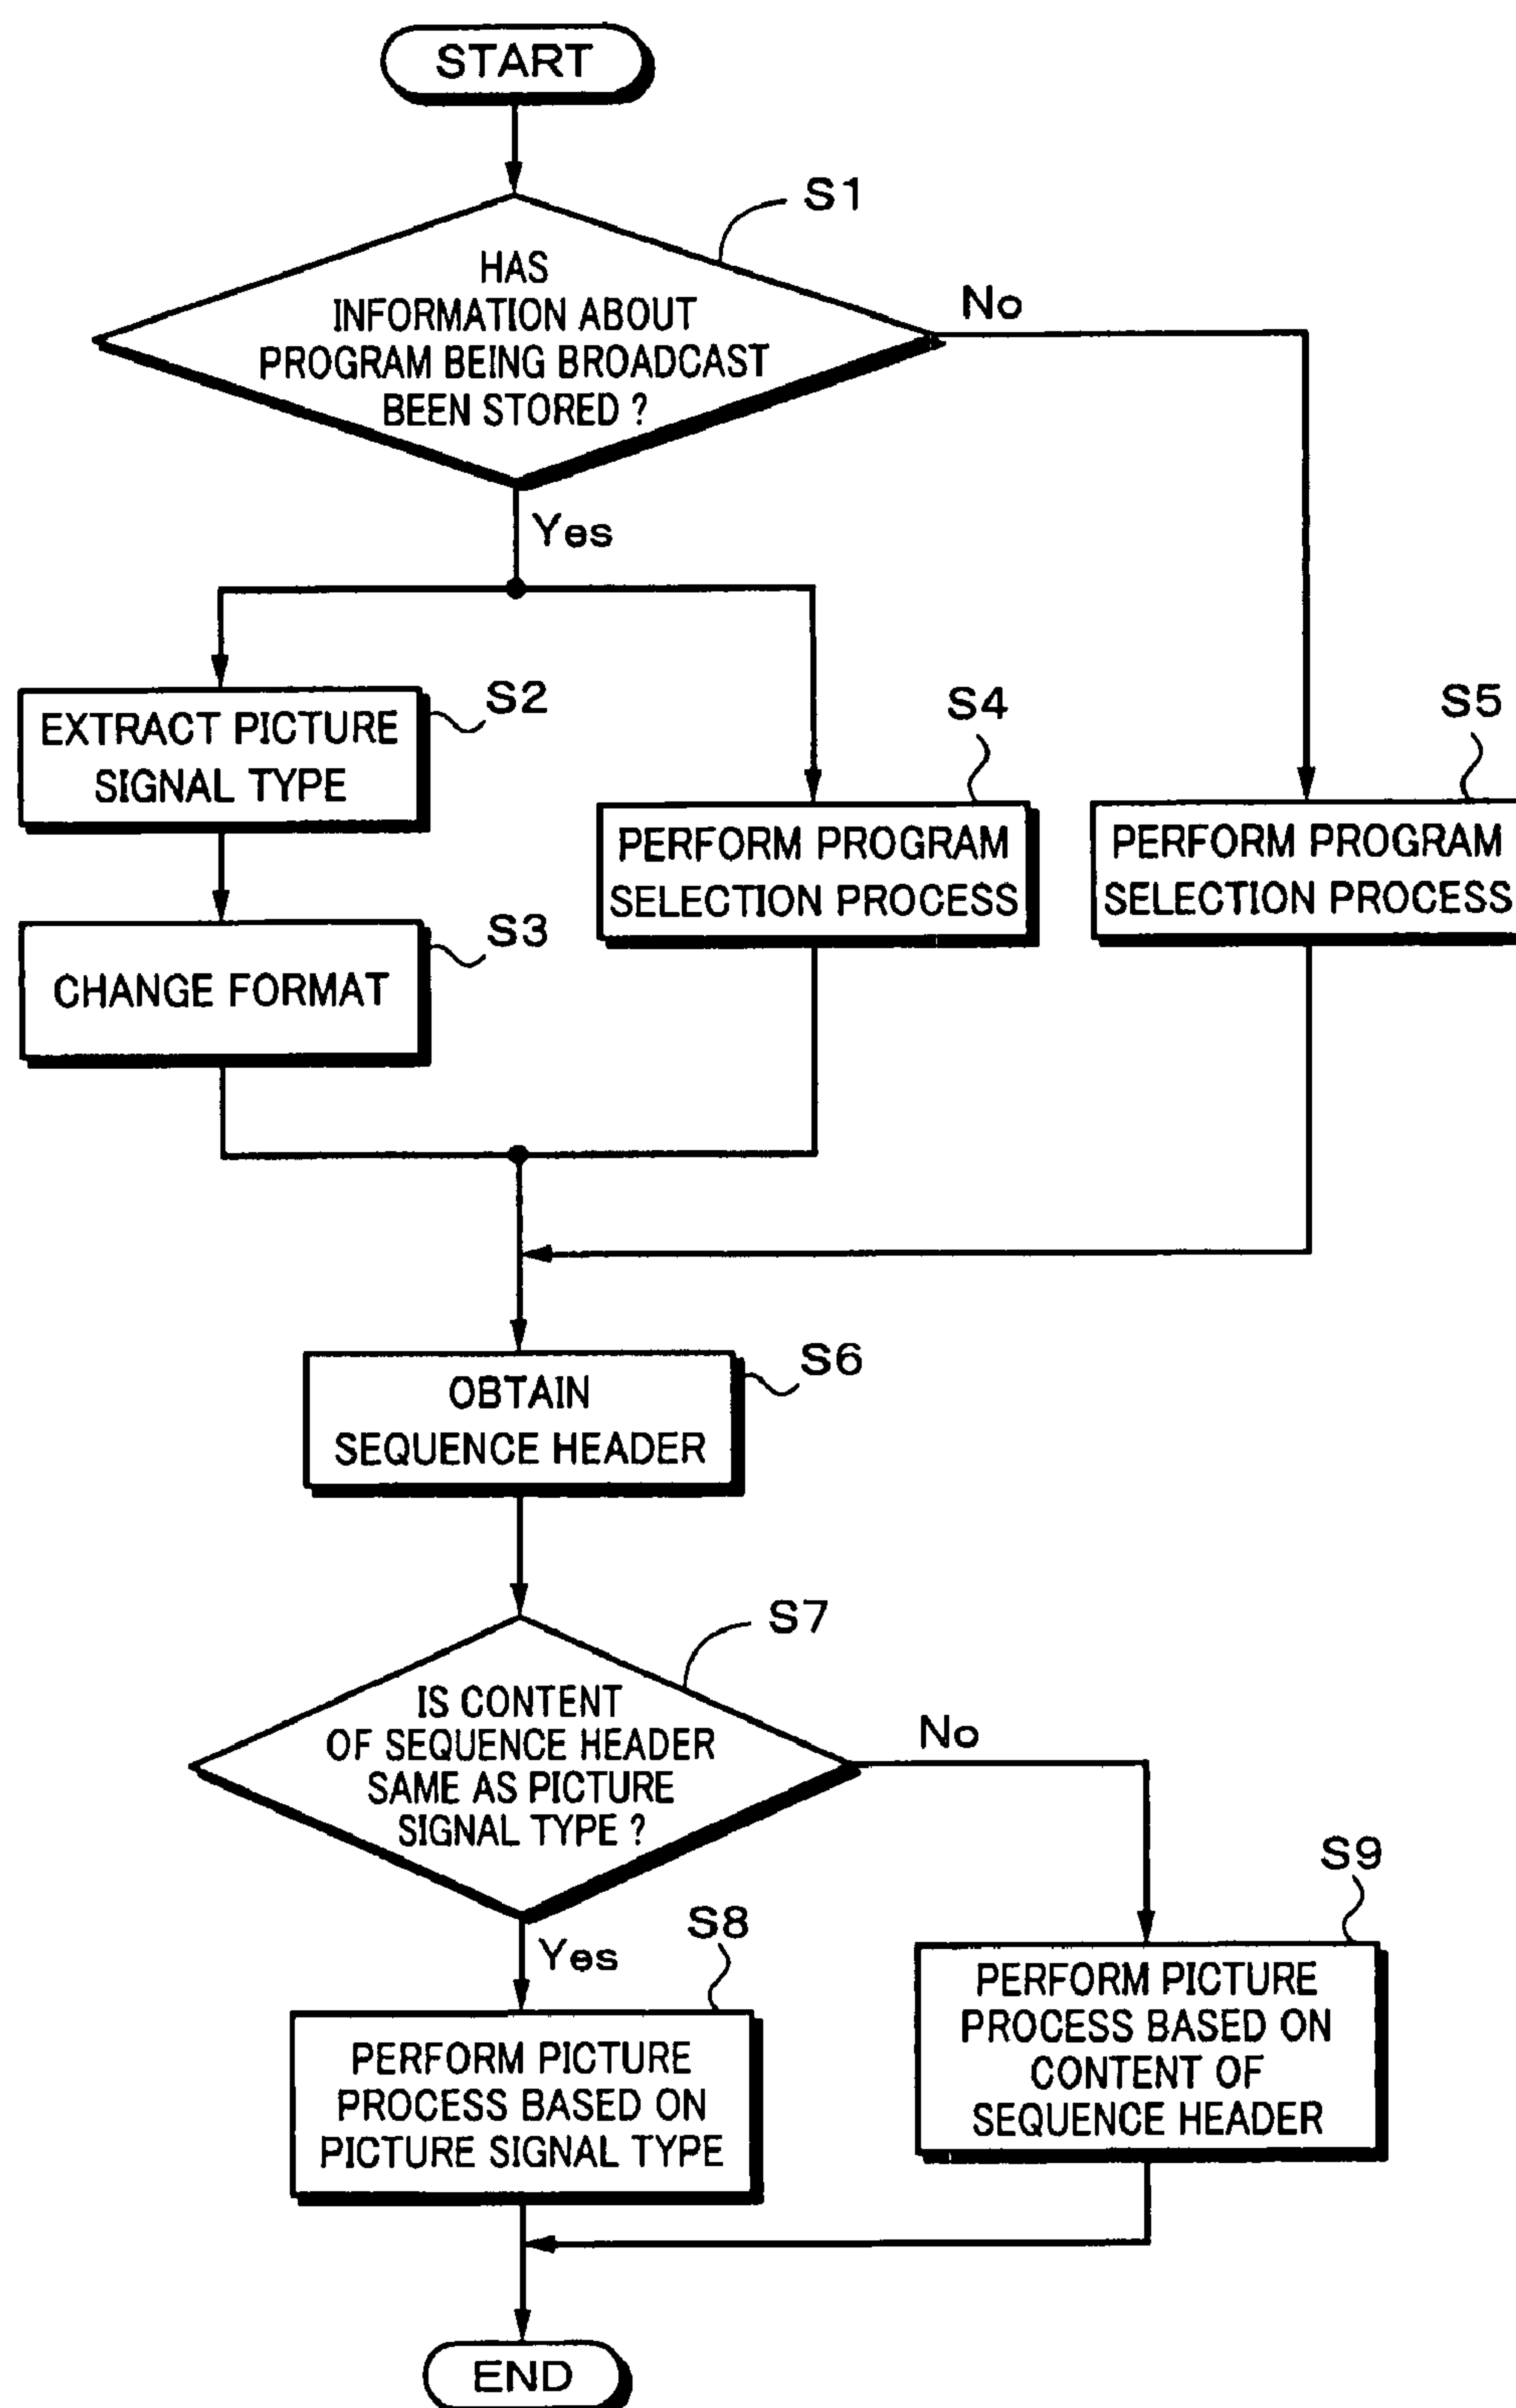 START
S1
HAS
INFORMATION ABOUT
PROGRAM BEING BROADCAST
BEEN STORED ?
No
Yes
S2
EXTRACT PICTURE
SIGNAL TYPE
S4
PERFORM PROGRAM
SELECTION PROCESS
S5
PERFORM PROGRAM
SELECTION PROCESS
S3
CHANGE FORMAT
S6
OBTAIN
SEQUENCE HEADER
S7
IS CONTENT
OF SEQUENCE HEADER
SAME AS PICTURE
SIGNAL TYPE ?
No
Yes
S8
PERFORM PICTURE
PROCESS BASED ON
PICTURE SIGNAL TYPE
S9
PERFORM PICTURE
PROCESS BASED ON
CONTENT OF
SEQUENCE HEADER
END